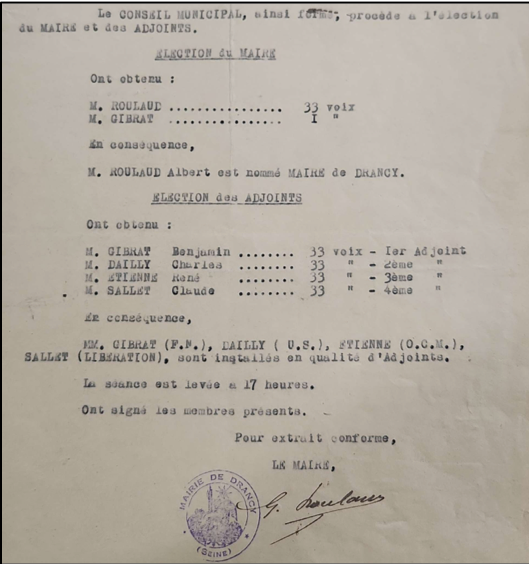 Le CONSEIL MUNICIPAL, ainsi formé, procède à l'élection
du MAIRE et des ADJOINTS.
ELECTION du MAIRE
Ont obtenu :
M. ROULAUD ................ 33 voix
M. GIBRAT ................ I "
En conséquence,
M. ROULAUD Albert est nommé MAIRE de DRANCY.
ELECTION des ADJOINTS
Ont obtenu :
M. GIBRAT Benjamin ........ 33 voix - Ier Adjoint
M. DAILLY Charles ........ 33 " - 2ème "
M. ETIENNE René ........ 33 " - 3ème "
M. SALLET Claude ........ 33 " - 4ème "
En conséquence,
MM. GIBRAT (F.N.), DAILLY ( U.S.), ETIENNE (O.C.M.),
SALLET (LIBERATION), sont installés en qualité d'Adjoints.
La séance est levée à 17 heures.
Ont signé les membres présents.
Pour extrait conforme,
LE MAIRE,
MAIRIE DE DRANCY
(SEINE)
Roulaud